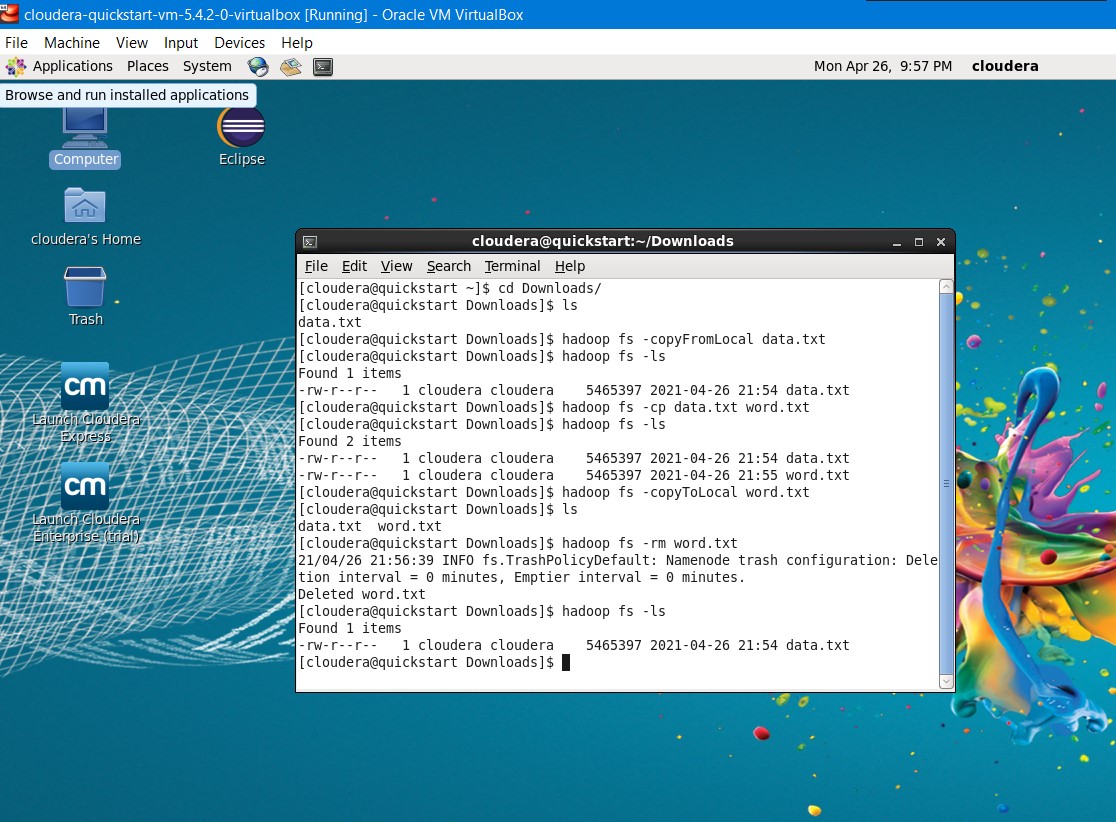 cloudera-quickstart-vm-5.4.2-0-virtualbox [Running] - Oracle VM VirtualBox
File Machine View Input Devices Help
Applications Places System Mon Apr 26, 9:57 PM cloudera
Browse and run installed applications
Computer
Eclipse
cloudera's Home
Trash
cm
Launch Cloudera
Express
cm
Launch Cloudera
Enterprise (trial)
cloudera@quickstart:~/Downloads
File Edit View Search Terminal Help
[cloudera@quickstart ~]$ cd Downloads/
[cloudera@quickstart Downloads]$ ls
data.txt
[cloudera@quickstart Downloads]$ hadoop fs -copyFromLocal data.txt
[cloudera@quickstart Downloads]$ hadoop fs -ls
Found 1 items
-rw-r--r--   1 cloudera cloudera    5465397 2021-04-26 21:54 data.txt
[cloudera@quickstart Downloads]$ hadoop fs -cp data.txt word.txt
[cloudera@quickstart Downloads]$ hadoop fs -ls
Found 2 items
-rw-r--r--   1 cloudera cloudera    5465397 2021-04-26 21:54 data.txt
-rw-r--r--   1 cloudera cloudera    5465397 2021-04-26 21:55 word.txt
[cloudera@quickstart Downloads]$ hadoop fs -copyToLocal word.txt
[cloudera@quickstart Downloads]$ ls
data.txt  word.txt
[cloudera@quickstart Downloads]$ hadoop fs -rm word.txt
21/04/26 21:56:39 INFO fs.TrashPolicyDefault: Namenode trash configuration: Dele
tion interval = 0 minutes, Emptier interval = 0 minutes.
Deleted word.txt
[cloudera@quickstart Downloads]$ hadoop fs -ls
Found 1 items
-rw-r--r--   1 cloudera cloudera    5465397 2021-04-26 21:54 data.txt
[cloudera@quickstart Downloads]$